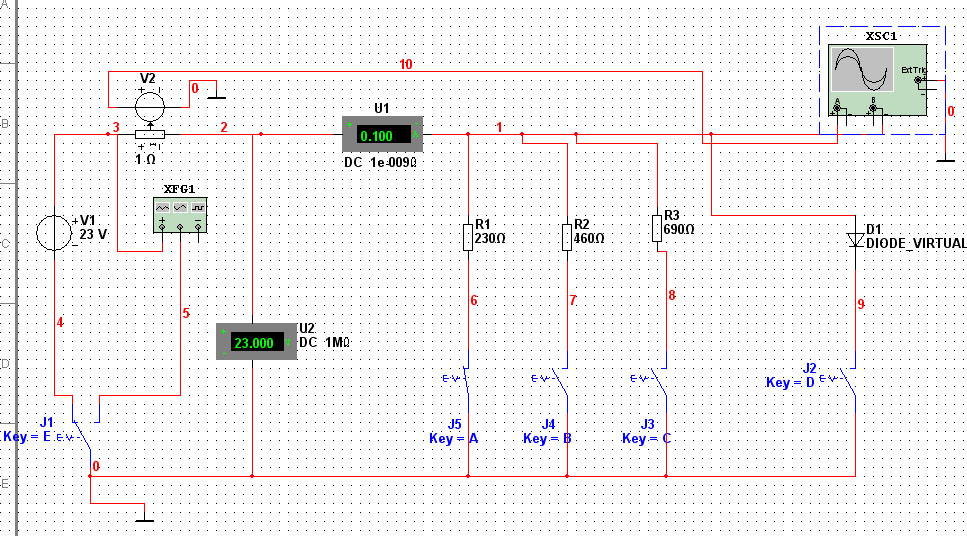 A
XSC1
10
V2
Ext Trig
0
U1
A
B
B
3
2
0.100
A
1
0
1 Ω
DC 1e-009Ω
XFG1
R1
230Ω
R2
460Ω
R3
690Ω
V1
23 V
D1
DIODE_VIRTUAL
C
6
7
8
9
4
5
U2
DC 1MΩ
23.000
V
D
J2
Key = D
J1
Key = E
J5
Key = A
J4
Key = B
J3
Key = C
0
E